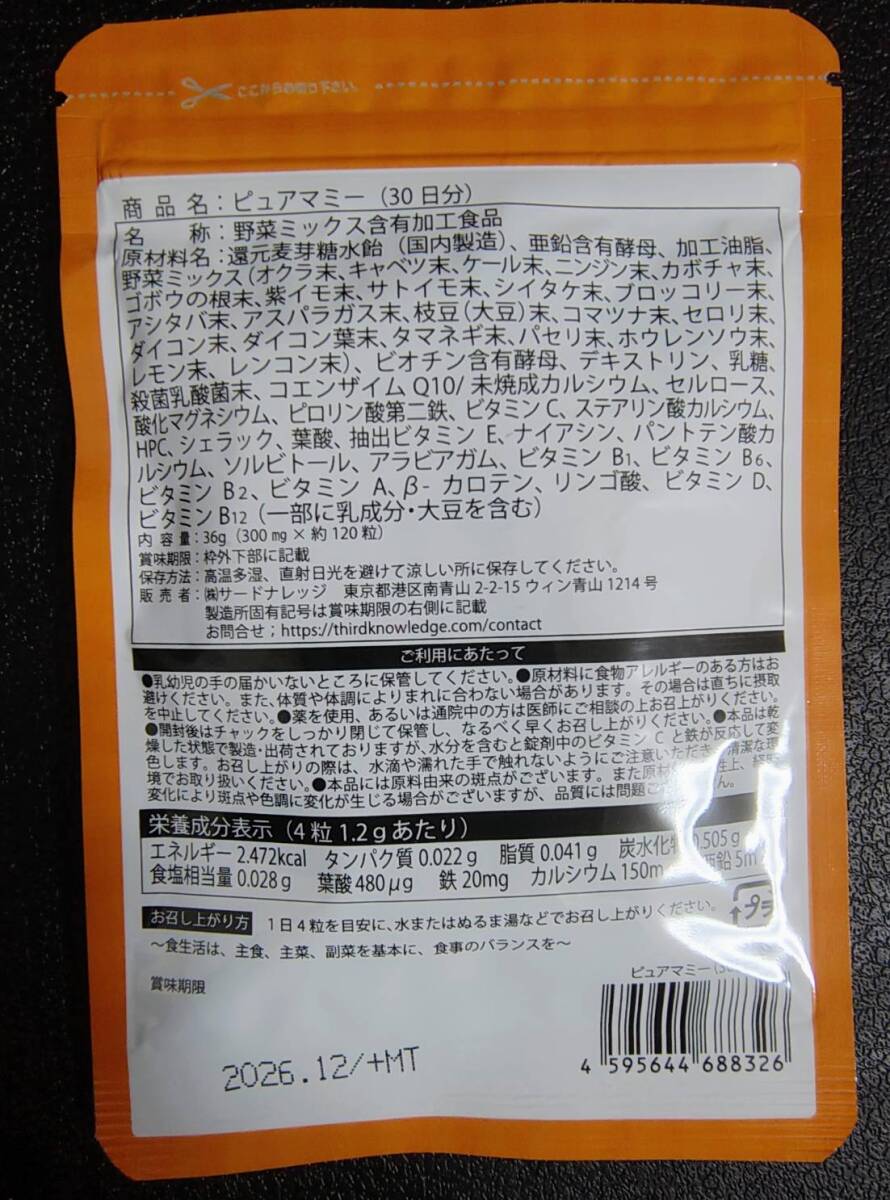 ここから切り下さい。
商品名：ピュアマミー（30日分）
名称：野菜ミックス含有加工食品
原材料名：還元麦芽糖水飴（国内製造）、亜鉛含有酵母、加工油脂、
野菜ミックス（オクラ末、キャベツ末、ケール末、ニンジン末、カボチャ末、
ゴボウの根末、紫イモ末、サトイモ末、シイタケ末、ブロッコリー末、
アシタバ末、アスパラガス末、枝豆（大豆）末、コマツナ末、セロリ末、
ダイコン末、ダイコン葉末、タマネギ末、パセリ末、ホウレンソウ末、
レモン末、レンコン末）、ビオチン含有酵母、デキストリン、乳糖、
殺菌乳酸菌末、コエンザイムQ10/ 未焼成カルシウム、セルロース、
酸化マグネシウム、ピロリン酸第二鉄、ビタミンC、ステアリン酸カルシウム、
HPC、シェラック、葉酸、抽出ビタミンE、ナイアシン、パントテン酸カ
ルシウム、ソルビトール、アラビアガム、ビタミンB1、ビタミンB6、
ビタミンB2、ビタミンA、β-カロテン、リンゴ酸、ビタミンD、
ビタミンB12（一部に乳成分・大豆を含む）
内容量：36g（300㎎×約120粒）
賞味期限：枠外下部に記載
保存方法：高温多湿、直射日光を避けて涼しい所に保存してください。
販売者：㈱サードナレッジ 東京都港区南青山2-2-15ウィン青山1214号
製造所固有記号は賞味期限の右側に記載
お問合せ；https://thirdknowledge.com/contact
ご利用にあたって
●乳幼児の手の届かいないところに保管してください。●原材料に食物アレルギーのある方はお
避けください。また、体質や体調によりまれに合わない場合があります。その場合は直ちに摂取
を中止してください。●薬を使用、あるいは通院中の方は医師にご相談の上お召上がりください。
●開封後はチャックをしっかり閉じて保管し、なるべく早くお召し上がりください。●本品は乾
燥した状態で製造・出荷されておりますが、水分を含むと錠剤中のビタミンCと鉄が反応して変
色します。お召し上がりの際は、水滴や濡れた手で触れないようにご注意いただき 清潔な環
境でお取り扱いください。●本品には原料由来の斑点がございます。また原材 性上、経時
変化により斑点や色調に変化が生じる場合がございますが、品質には問題ご ん。
栄養成分表示（4粒1.2gあたり）
エネルギー2.472kcal タンパク質0.022g 脂質0.041g 炭水化物0.505g
食塩相当量0.028g 葉酸480μg 鉄20mg カルシウム150m 亜鉛5m
お召し上がり方 1日4粒を目安に、水またはぬるま湯などでお召し上がりください。
プラ
～食生活は、主食、主菜、副菜を基本に、食事のバランスを～
ピュアマミー
賞味期限
2026.12/+MT
4 595644 688326